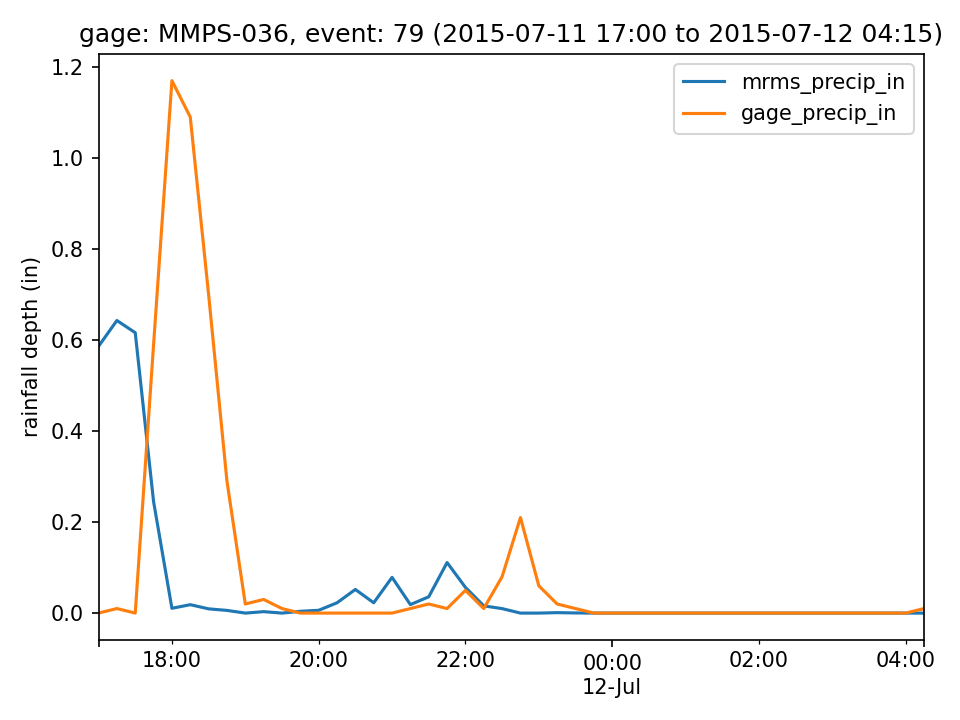 gage: MMPS-036, event: 79 (2015-07-11 17:00 to 2015-07-12 04:15)
mrms_precip_in
gage_precip_in
rainfall depth (in)
1.2
1.0
0.8
0.6
0.4
0.2
0.0
18:00 20:00 22:00 00:00 02:00 04:00
12-Jul